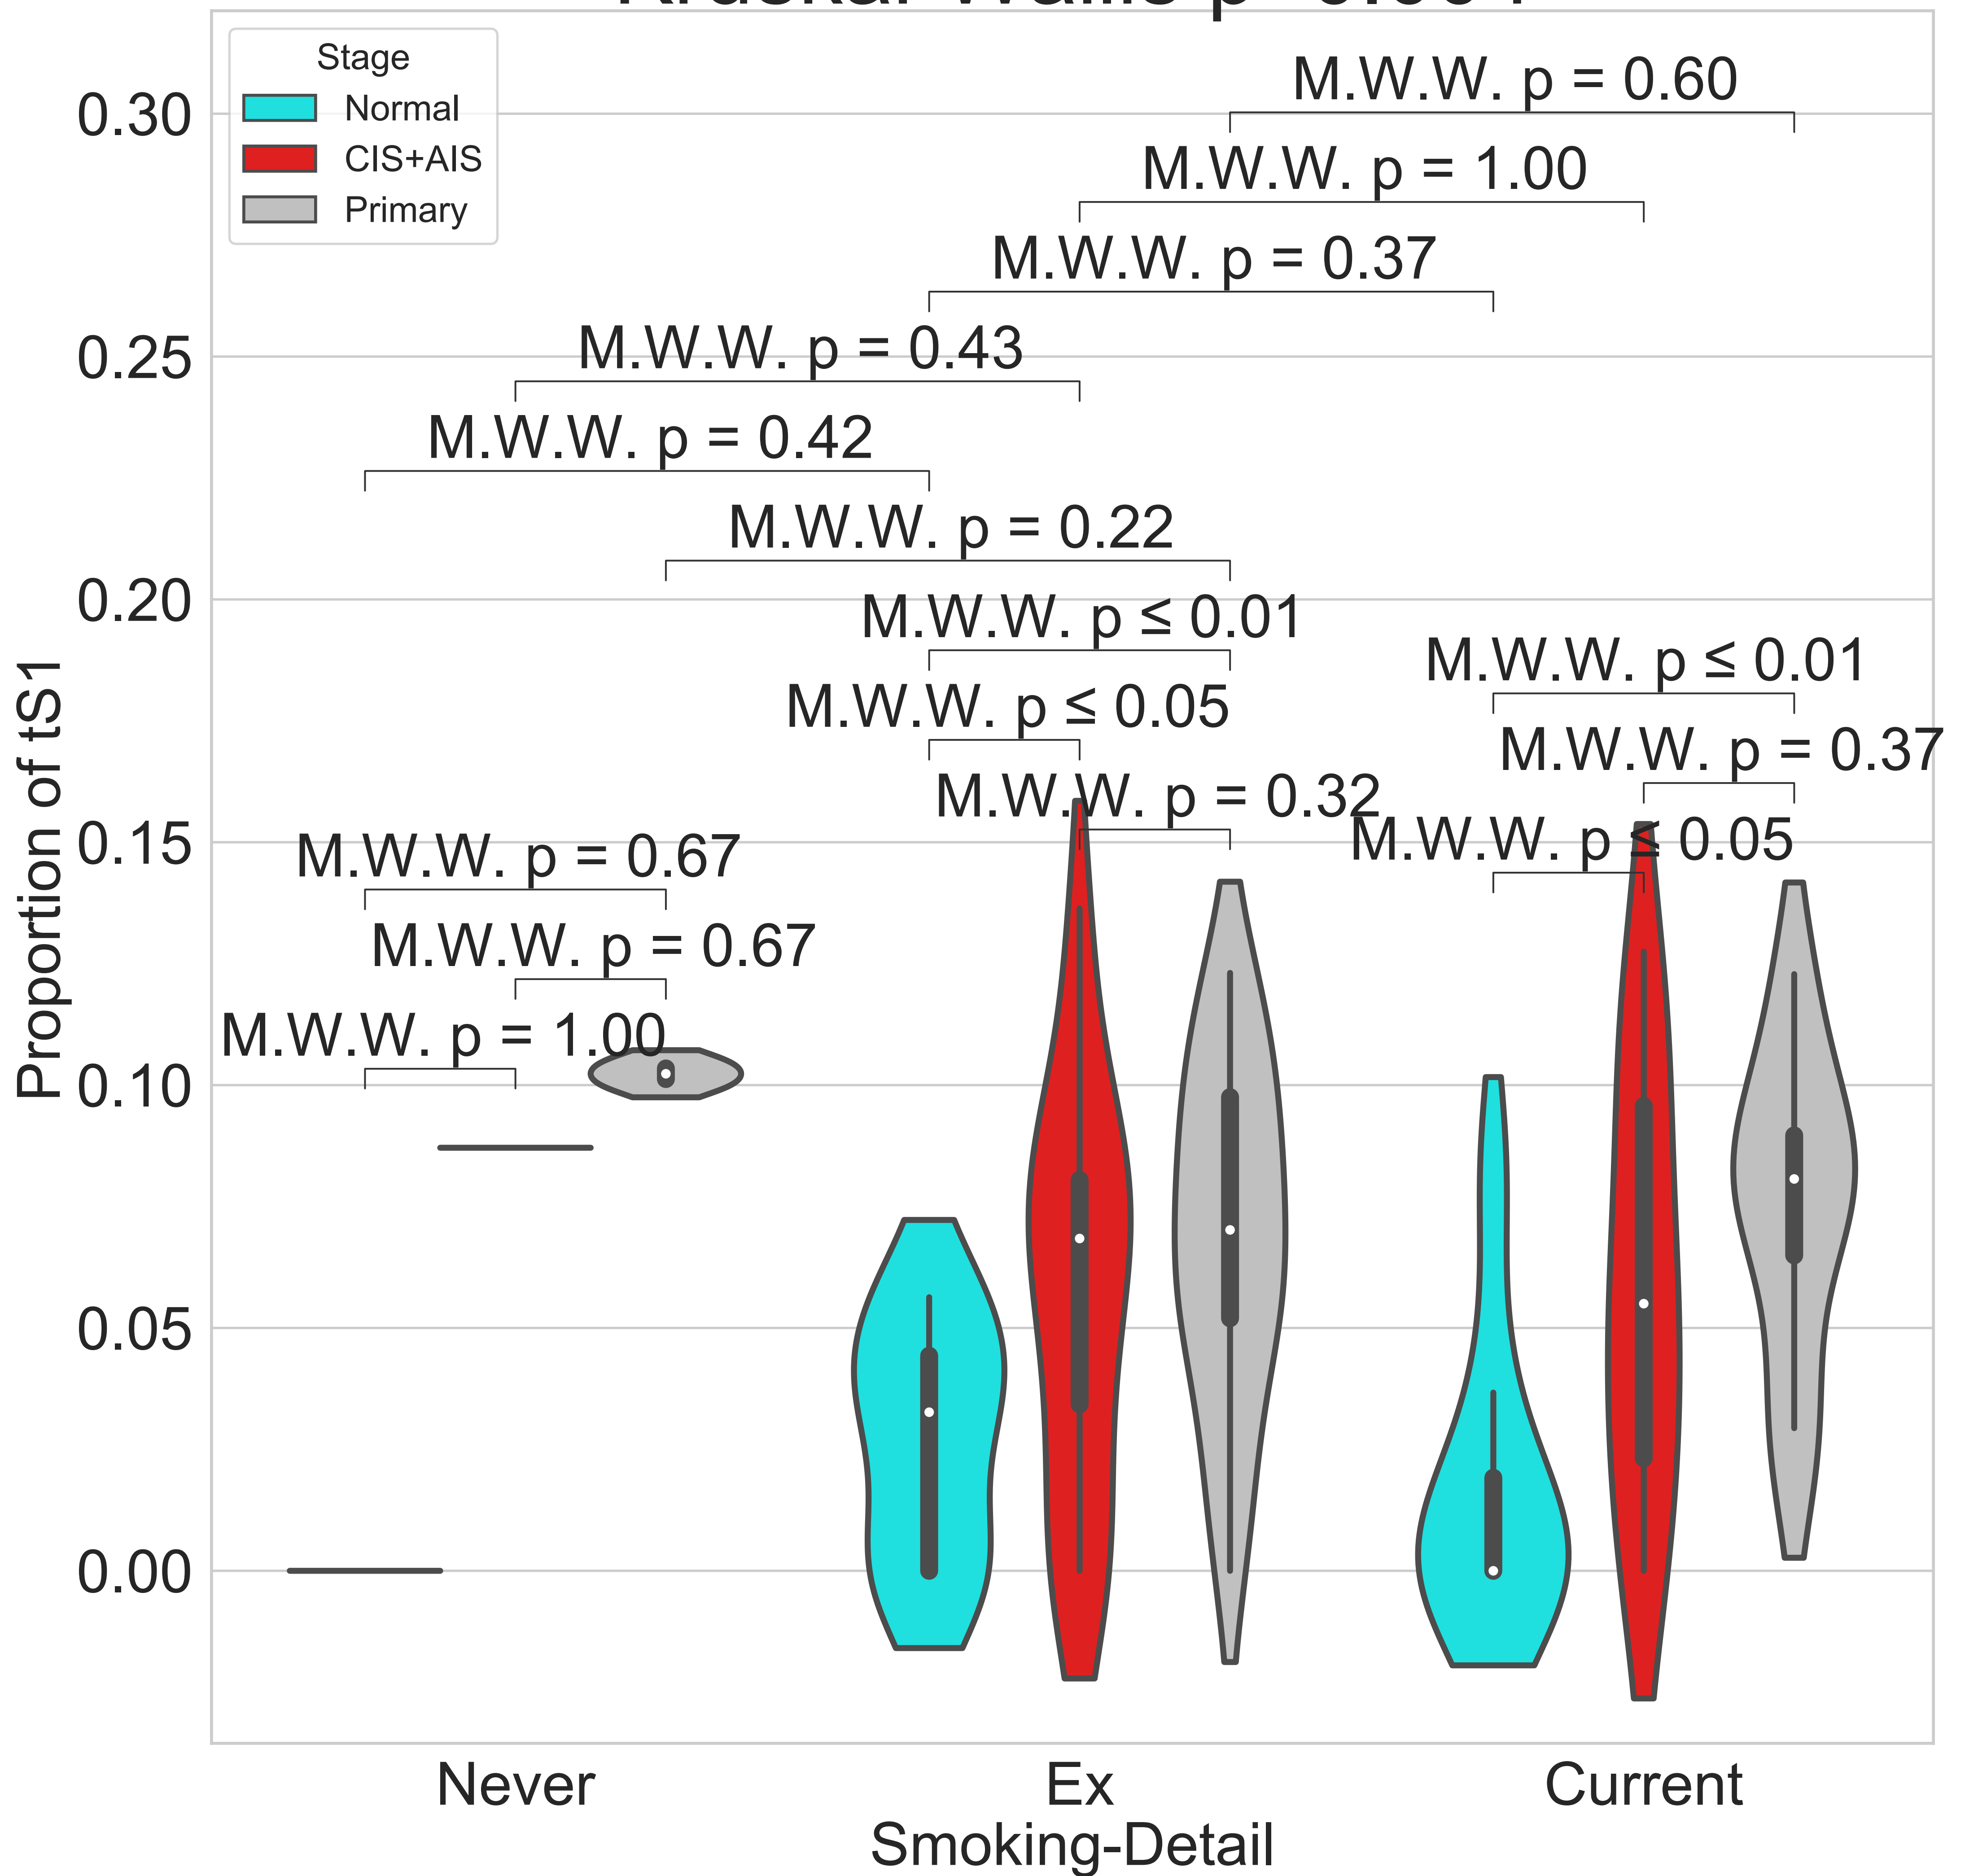 Stage
Normal
CIS+AIS
Primary
M.W.W. p = 0.60
M.W.W. p = 1.00
M.W.W. p = 0.37
M.W.W. p = 0.43
M.W.W. p = 0.42
M.W.W. p = 0.22
M.W.W. p ≤ 0.01
M.W.W. p ≤ 0.01
M.W.W. p ≤ 0.05
M.W.W. p = 0.37
M.W.W. p = 0.32
M.W.W. p ≤ 0.05
M.W.W. p = 0.67
M.W.W. p = 0.67
M.W.W. p = 1.00
0.30
0.25
0.20
0.15
0.10
0.05
0.00
Proportion of tS1
Never Ex Current
Smoking-Detail